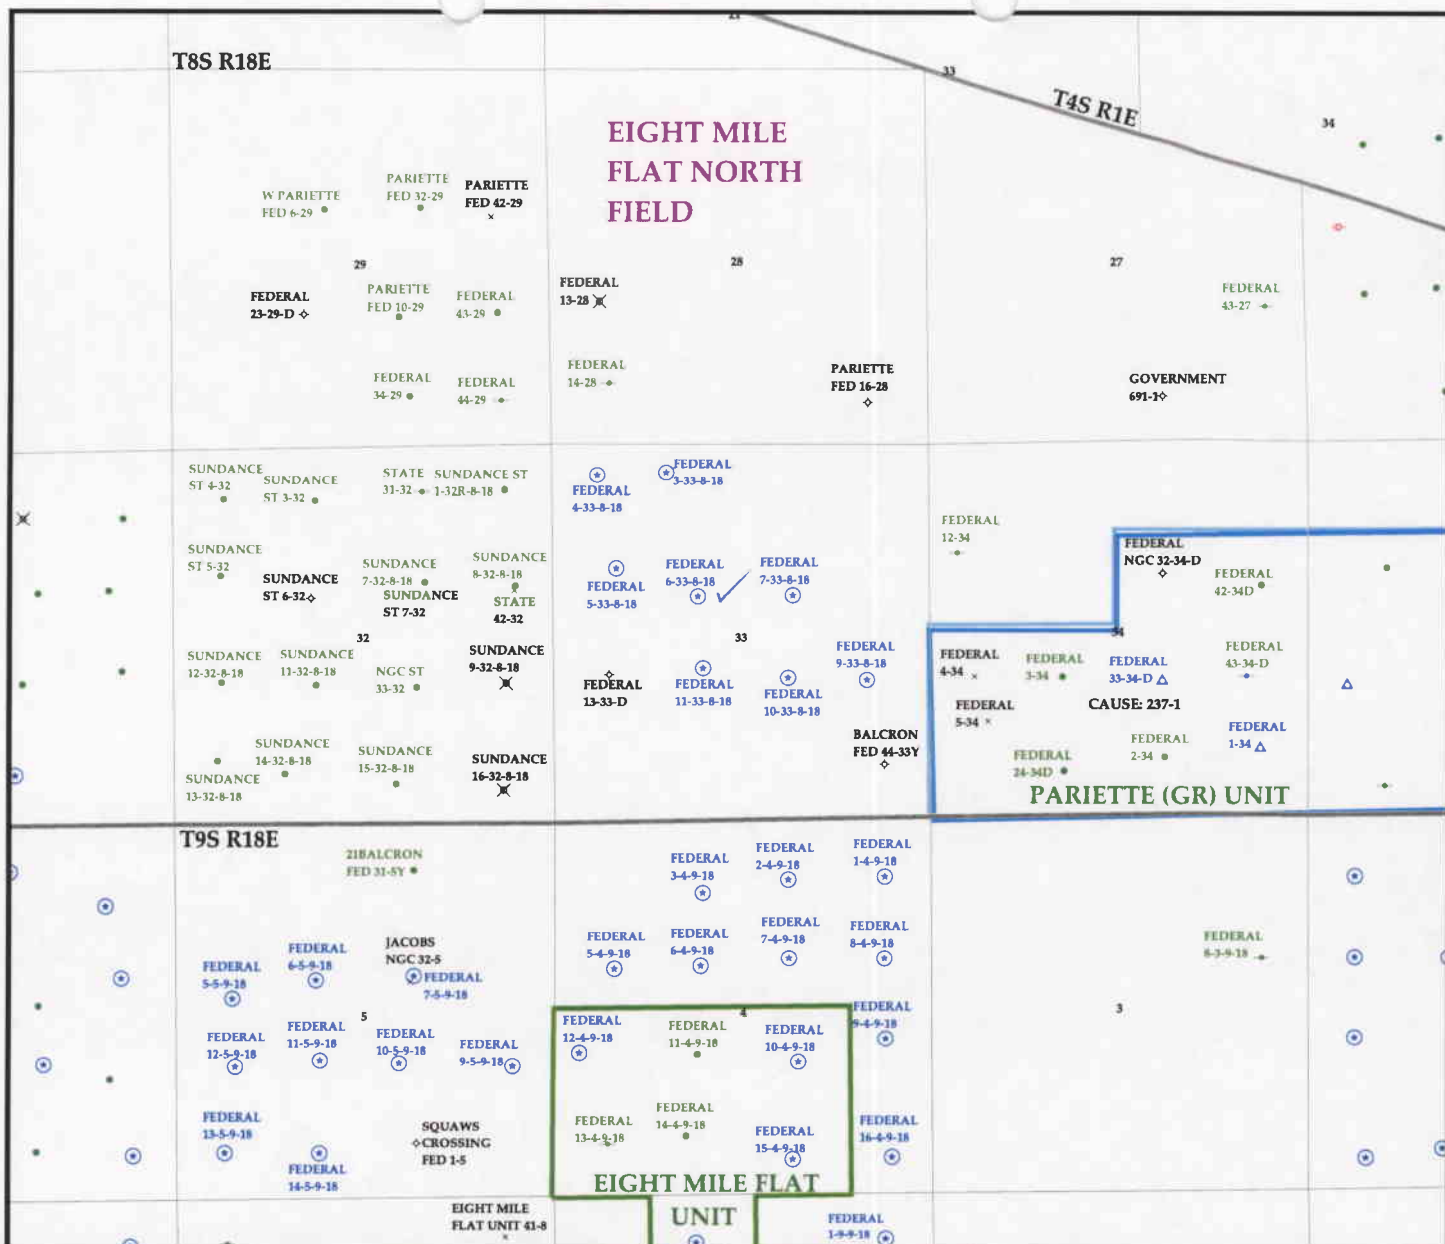 21
T8S R18E
33
T4S R1E
34
EIGHT MILE
FLAT NORTH
FIELD
W PARIETTE
FED 6-29
PARIETTE
FED 32-29
PARIETTE
FED 42-29
29
28
27
FEDERAL
23-29-D
PARIETTE
FED 10-29
FEDERAL
43-29
FEDERAL
13-28
FEDERAL
43-27
FEDERAL
34-29
FEDERAL
44-29
FEDERAL
14-28
PARIETTE
FED 16-28
GOVERNMENT
691-1
SUNDANCE
ST 4-32
SUNDANCE
ST 3-32
STATE
31-32
SUNDANCE ST
1-32R-8-18
FEDERAL
4-33-8-18
FEDERAL
3-33-8-18
FEDERAL
12-34
SUNDANCE
ST 5-32
SUNDANCE
ST 6-32
SUNDANCE
7-32-8-18
SUNDANCE
ST 7-32
SUNDANCE
8-32-8-18
STATE
42-32
FEDERAL
5-33-8-18
FEDERAL
6-33-8-18
FEDERAL
7-33-8-18
FEDERAL
NGC 32-34-D
FEDERAL
42-34D
32
33
34
SUNDANCE
12-32-8-18
SUNDANCE
11-32-8-18
NGC ST
33-32
SUNDANCE
9-32-8-18
FEDERAL
13-33-D
FEDERAL
11-33-8-18
FEDERAL
10-33-8-18
FEDERAL
9-33-8-18
FEDERAL
4-34
FEDERAL
3-34
FEDERAL
33-34-D
FEDERAL
43-34-D
FEDERAL
5-34
CAUSE: 237-1
SUNDANCE
13-32-8-18
SUNDANCE
14-32-8-18
SUNDANCE
15-32-8-18
SUNDANCE
16-32-8-18
BALCRON
FED 44-33Y
FEDERAL
24-34D
FEDERAL
2-34
FEDERAL
1-34
PARIETTE (GR) UNIT
T9S R18E
21BALCRON
FED 31-5Y
FEDERAL
3-4-9-18
FEDERAL
2-4-9-18
FEDERAL
1-4-9-18
FEDERAL
5-5-9-18
FEDERAL
6-5-9-18
JACOBS
NGC 32-5
FEDERAL
7-5-9-18
FEDERAL
5-4-9-18
FEDERAL
6-4-9-18
FEDERAL
7-4-9-18
FEDERAL
8-4-9-18
FEDERAL
6-3-9-18
5
4
3
FEDERAL
12-5-9-18
FEDERAL
11-5-9-18
FEDERAL
10-5-9-18
FEDERAL
9-5-9-18
FEDERAL
12-4-9-18
FEDERAL
11-4-9-18
FEDERAL
10-4-9-18
FEDERAL
9-4-9-18
FEDERAL
13-5-9-18
FEDERAL
14-5-9-18
SQUAWS
CROSSING
FED 1-5
FEDERAL
13-4-9-18
FEDERAL
14-4-9-18
FEDERAL
15-4-9-18
FEDERAL
16-4-9-18
EIGHT MILE FLAT
UNIT
EIGHT MILE
FLAT UNIT 41-8
FEDERAL
1-9-9-18